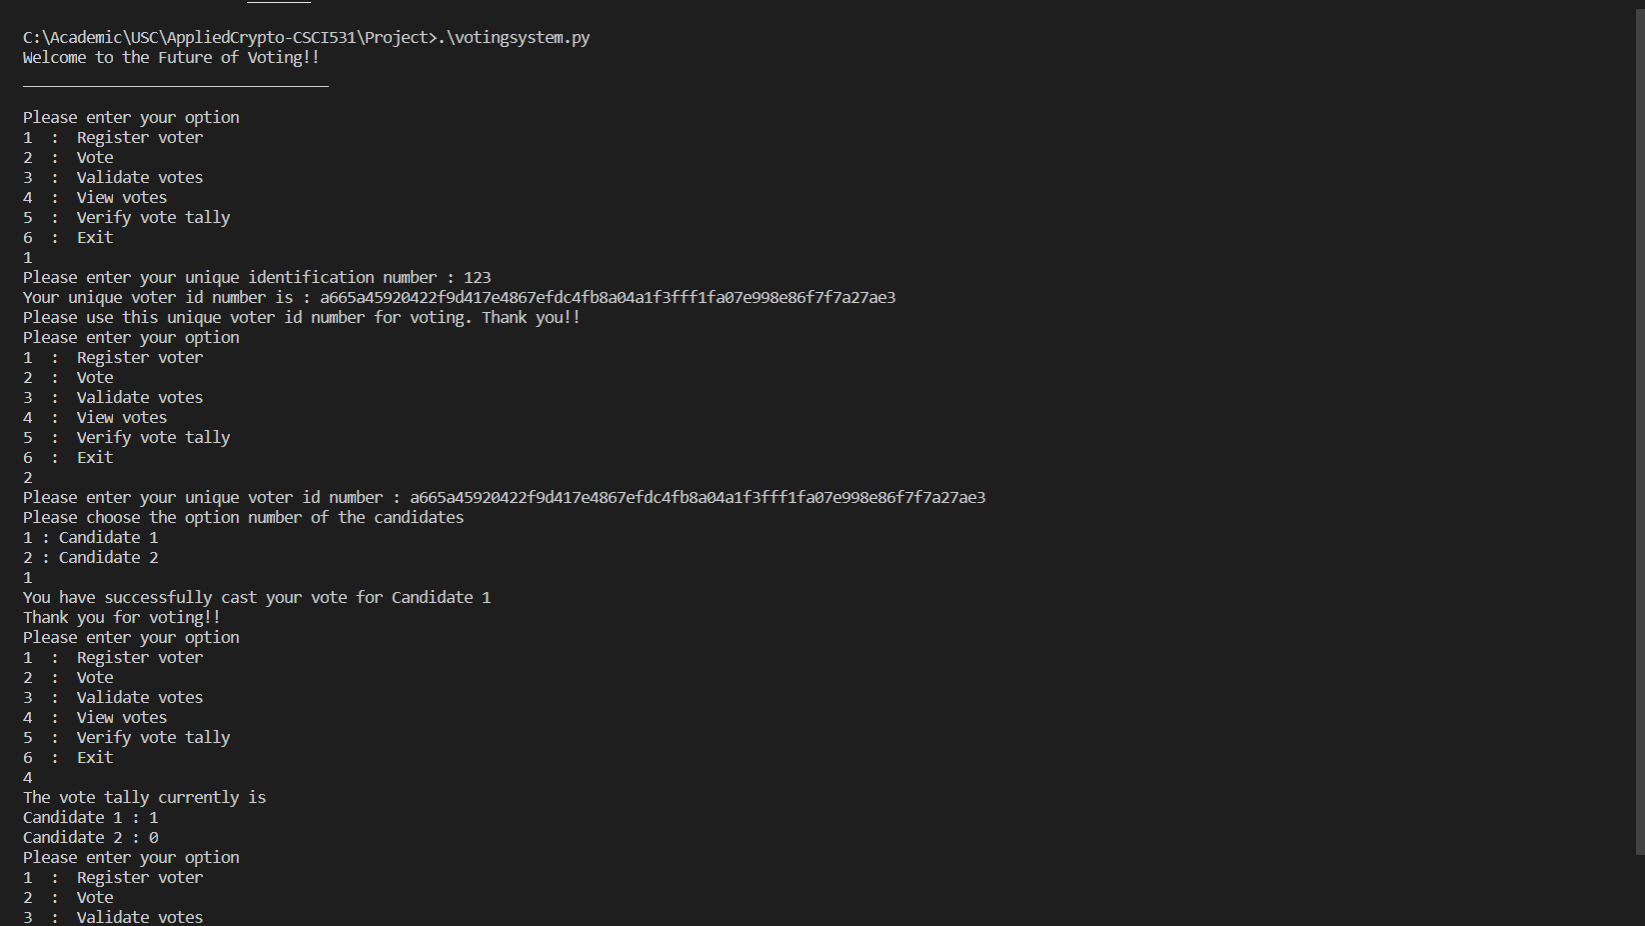 C:\Academic\USC\AppliedCrypto-CSCI531\Project>.\votingsystem.py
Welcome to the Future of Voting!!
__________________________________
Please enter your option
1  :  Register voter
2  :  Vote
3  :  Validate votes
4  :  View votes
5  :  Verify vote tally
6  :  Exit
1
Please enter your unique identification number : 123
Your unique voter id number is : a665a45920422f9d417e4867efdc4fb8a04a1f3fff1fa07e998e86f7f7a27ae3
Please use this unique voter id number for voting. Thank you!!
Please enter your option
1  :  Register voter
2  :  Vote
3  :  Validate votes
4  :  View votes
5  :  Verify vote tally
6  :  Exit
2
Please enter your unique voter id number : a665a45920422f9d417e4867efdc4fb8a04a1f3fff1fa07e998e86f7f7a27ae3
Please choose the option number of the candidates
1 : Candidate 1
2 : Candidate 2
1
You have successfully cast your vote for Candidate 1
Thank you for voting!!
Please enter your option
1  :  Register voter
2  :  Vote
3  :  Validate votes
4  :  View votes
5  :  Verify vote tally
6  :  Exit
4
The vote tally currently is
Candidate 1 : 1
Candidate 2 : 0
Please enter your option
1  :  Register voter
2  :  Vote
3  :  Validate votes